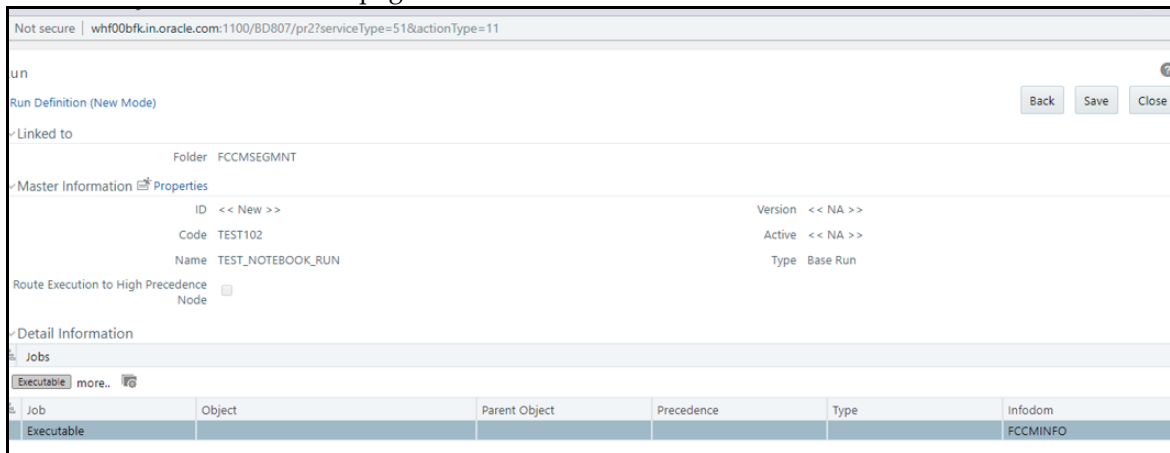 page
Not secure | whf00bfk.in.oracle.com:1100/BD807/pr2?serviceType=51&actionType=11
un
?
Run Definition (New Mode)
Back Save Close
Linked to
Folder FCCMSEGMNT
Master Information Properties
ID << New >> Version << NA >>
Code TEST102 Active << NA >>
Name TEST_NOTEBOOK_RUN Type Base Run
Route Execution to High Precedence
Node
Detail Information
Jobs
Executable more..
Job Object Parent Object Precedence Type Infodom
Executable FCCMINFO